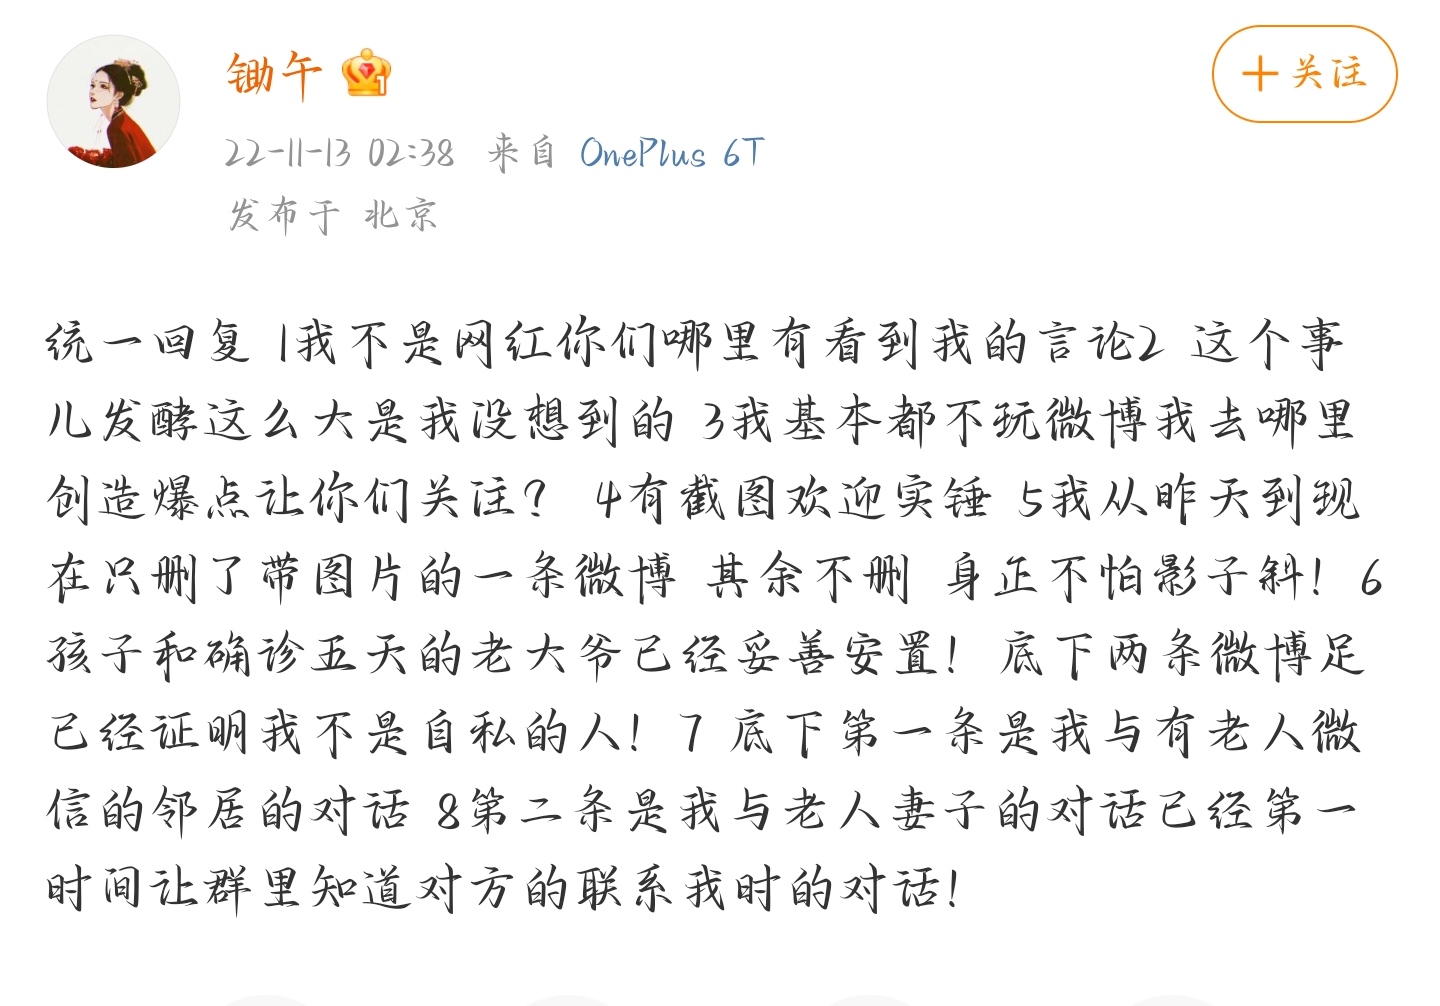 锄午 1
+关注
22-11-13 02:38 来自 OnePlus 6T
发布于 北京
统一回复 1我不是网红你们哪里有看到我的言论2 这个事
儿发酵这么大是我没想到的 3我基本都不玩微博我去哪里
创造爆点让你们关注? 4有截图欢迎实锤 5我从昨天到现
在只删了带图片的一条微博 其余不删 身正不怕影子斜! 6
孩子和确诊五天的老大爷已经妥善安置! 底下两条微博足
已经证明我不是自私的人! 7 底下第一条是我与有老人微
信的邻居的对话 8第二条是我与老人妻子的对话已经第一
时间让群里知道对方的联系我时的对话!